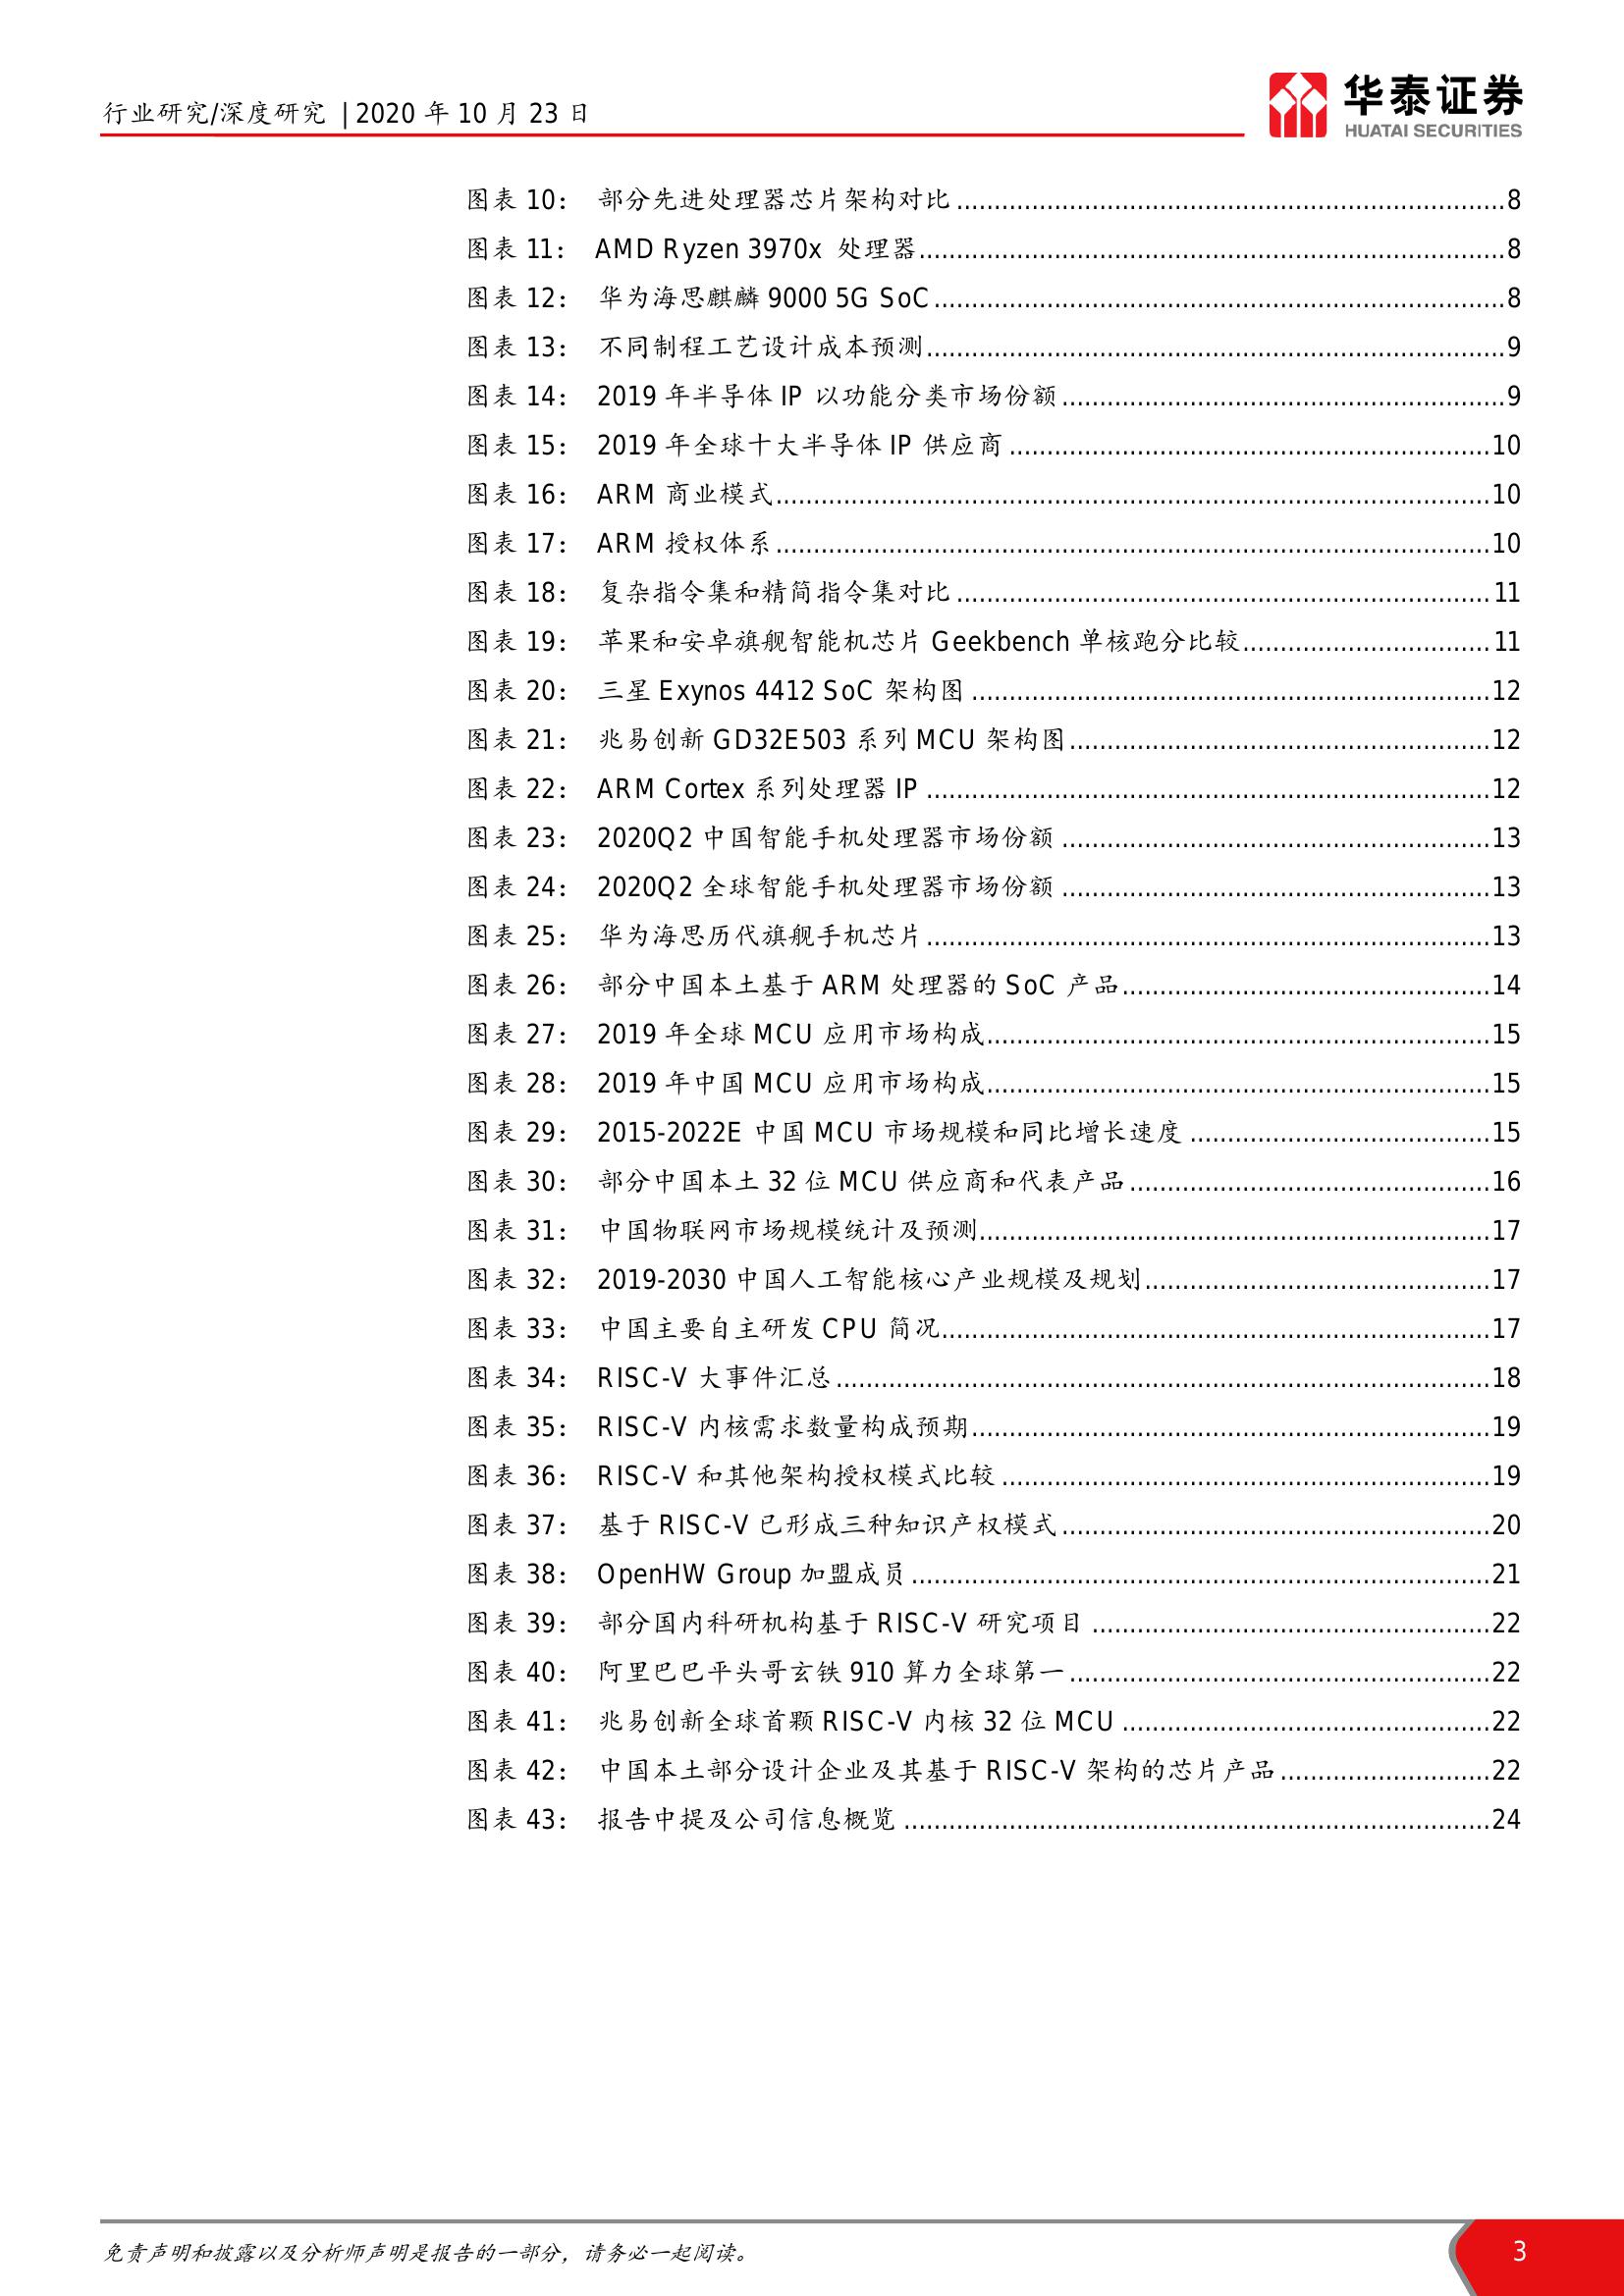 行业研究/深度研究 | 2020 年 10 月 23 日
华泰证券
HUATAI SECURITIES
图表 10： 部分先进处理器芯片架构对比........8
图表 11： AMD Ryzen 3970x 处理器........8
图表 12： 华为海思麒麟 9000 5G SoC........8
图表 13： 不同制程工艺设计成本预测........9
图表 14： 2019 年半导体 IP 以功能分类市场份额........9
图表 15： 2019 年全球十大半导体 IP 供应商........10
图表 16： ARM 商业模式........10
图表 17： ARM 授权体系........10
图表 18： 复杂指令集和精简指令集对比........11
图表 19： 苹果和安卓旗舰智能机芯片 Geekbench 单核跑分比较........11
图表 20： 三星 Exynos 4412 SoC 架构图........12
图表 21： 兆易创新 GD32E503 系列 MCU 架构图........12
图表 22： ARM Cortex 系列处理器 IP........12
图表 23： 2020Q2 中国智能手机处理器市场份额........13
图表 24： 2020Q2 全球智能手机处理器市场份额........13
图表 25： 华为海思历代旗舰手机芯片........13
图表 26： 部分中国本土基于 ARM 处理器的 SoC 产品........14
图表 27： 2019 年全球 MCU 应用市场构成........15
图表 28： 2019 年中国 MCU 应用市场构成........15
图表 29： 2015-2022E 中国 MCU 市场规模和同比增长速度........15
图表 30： 部分中国本土 32 位 MCU 供应商和代表产品........16
图表 31： 中国物联网市场规模统计及预测........17
图表 32： 2019-2030 中国人工智能核心产业规模及规划........17
图表 33： 中国主要自主研发 CPU 简况........17
图表 34： RISC-V 大事件汇总........18
图表 35： RISC-V 内核需求数量构成预期........19
图表 36： RISC-V 和其他架构授权模式比较........19
图表 37： 基于 RISC-V 已形成三种知识产权模式........20
图表 38： OpenHW Group 加盟成员........21
图表 39： 部分国内科研机构基于 RISC-V 研究项目........22
图表 40： 阿里巴巴平头哥玄铁 910 算力全球第一........22
图表 41： 兆易创新全球首颗 RISC-V 内核 32 位 MCU........22
图表 42： 中国本土部分设计企业及其基于 RISC-V 架构的芯片产品........22
图表 43： 报告中提及公司信息概览........24
免责声明和披露以及分析师声明是报告的一部分，请务必一起阅读。
3